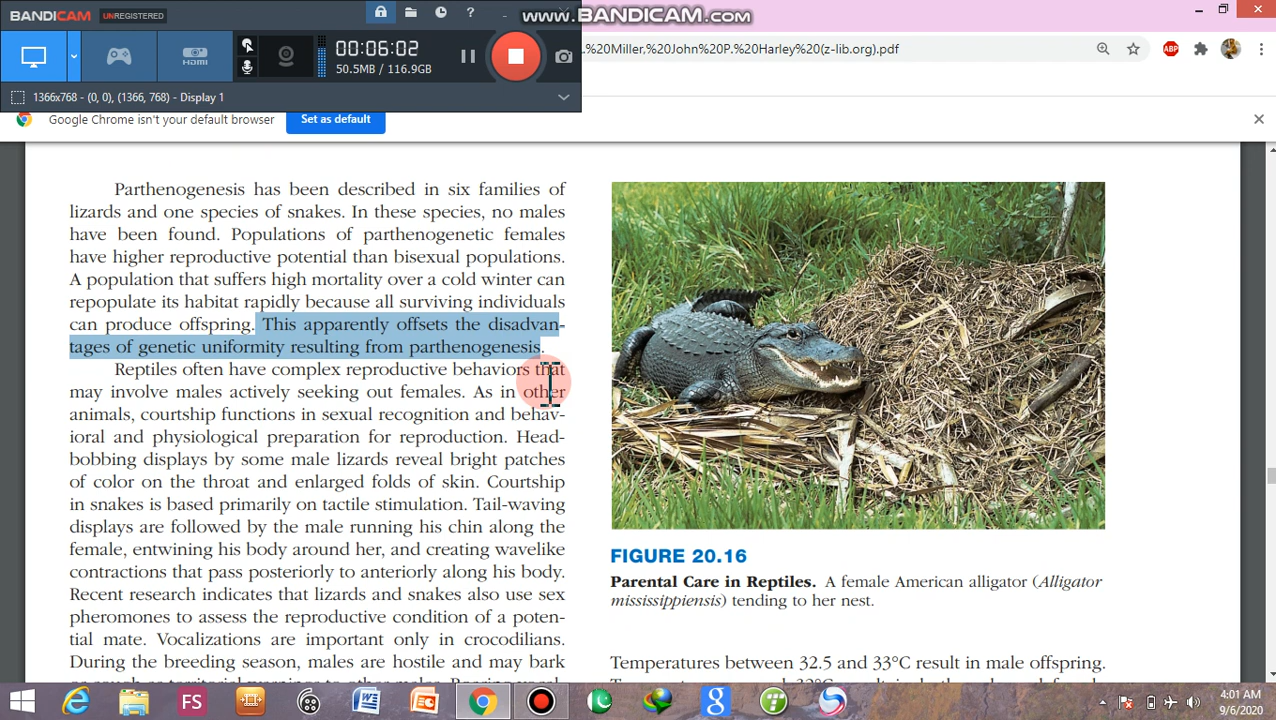 BANDICAM UNREGISTERED
www.BANDICAM.com
HDMI
00:06:02
50.5MB / 116.9GB
1366x768 - (0, 0), (1366, 768) - Display 1
.%20Miller,%20John%20P.%20Harley(z-lib.org).pdf
ABP
Google Chrome isn't your default browser
Set as default
Parthenogenesis has been described in six families of
lizards and one species of snakes. In these species, no males
have been found. Populations of parthenogenetic females
have higher reproductive potential than bisexual populations.
A population that suffers high mortality over a cold winter can
repopulate its habitat rapidly because all surviving individuals
can produce offspring. This apparently offsets the disadvan-
tages of genetic uniformity resulting from parthenogenesis.
Reptiles often have complex reproductive behaviors that
may involve males actively seeking out females. As in other
animals, courtship functions in sexual recognition and behav-
ioral and physiological preparation for reproduction. Head-
bobbing displays by some male lizards reveal bright patches
of color on the throat and enlarged folds of skin. Courtship
in snakes is based primarily on tactile stimulation. Tail-waving
displays are followed by the male running his chin along the
female, entwining his body around her, and creating wavelike
contractions that pass posteriorly to anteriorly along his body.
Recent research indicates that lizards and snakes also use sex
pheromones to assess the reproductive condition of a poten-
tial mate. Vocalizations are important only in crocodilians.
During the breeding season, males are hostile and may bark
FIGURE 20.16
Parental Care in Reptiles. A female American alligator (Alligator
mississippiensis) tending to her nest.
Temperatures between 32.5 and 33°C result in male offspring.
FS
4:01 AM
9/6/2020